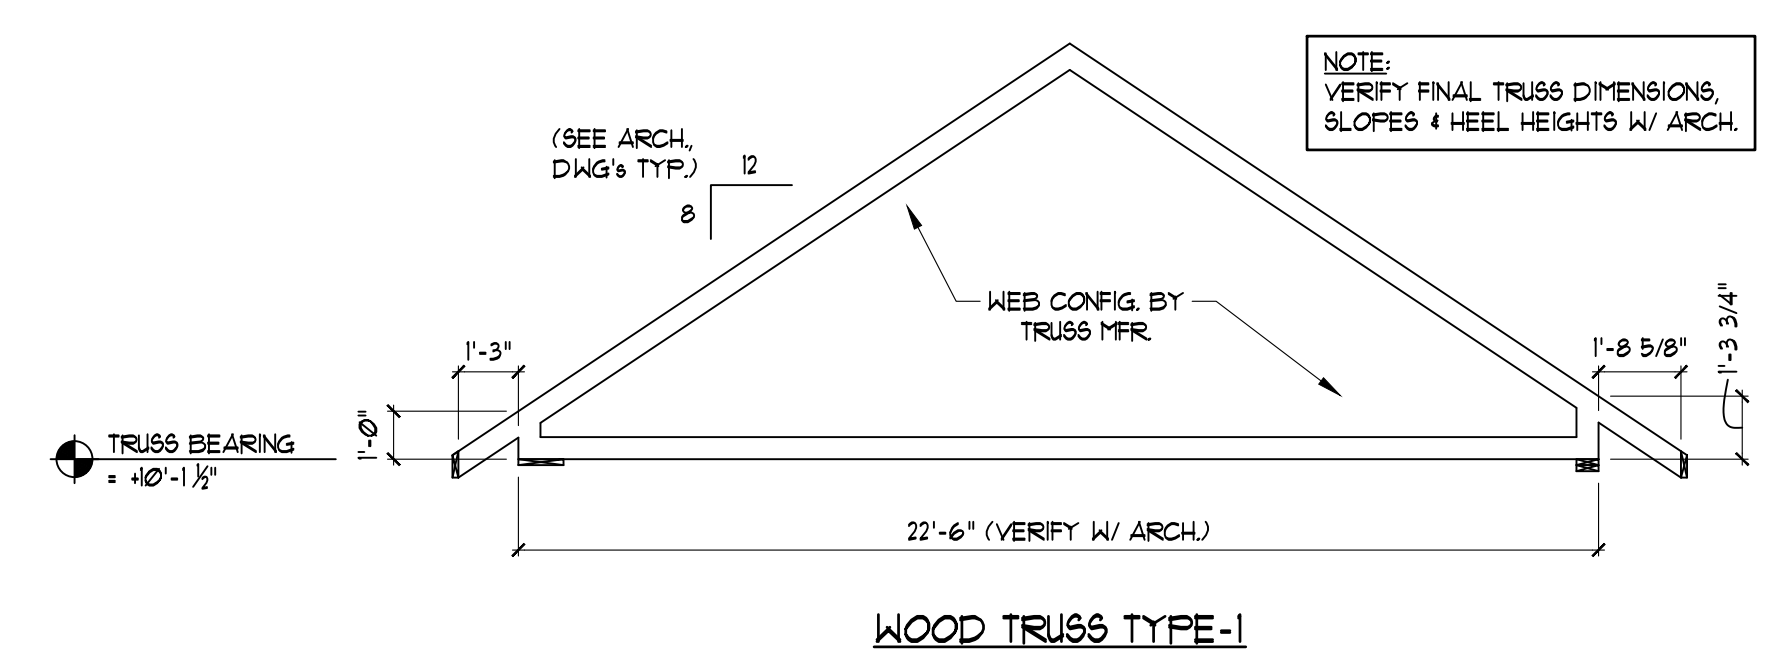 NOTE:
VERIFY FINAL TRUSS DIMENSIONS,
SLOPES & HEEL HEIGHTS W/ ARCH.
(SEE ARCH.,
DWG's TYP.)
12
8
WEB CONFIG. BY
TRUSS MFR.
1'-3"
1'-0"
1'-8 5/8"
1'-3 3/4"
TRUSS BEARING
= +10'-1 ½"
22'-6" (VERIFY W/ ARCH.)
WOOD TRUSS TYPE-1